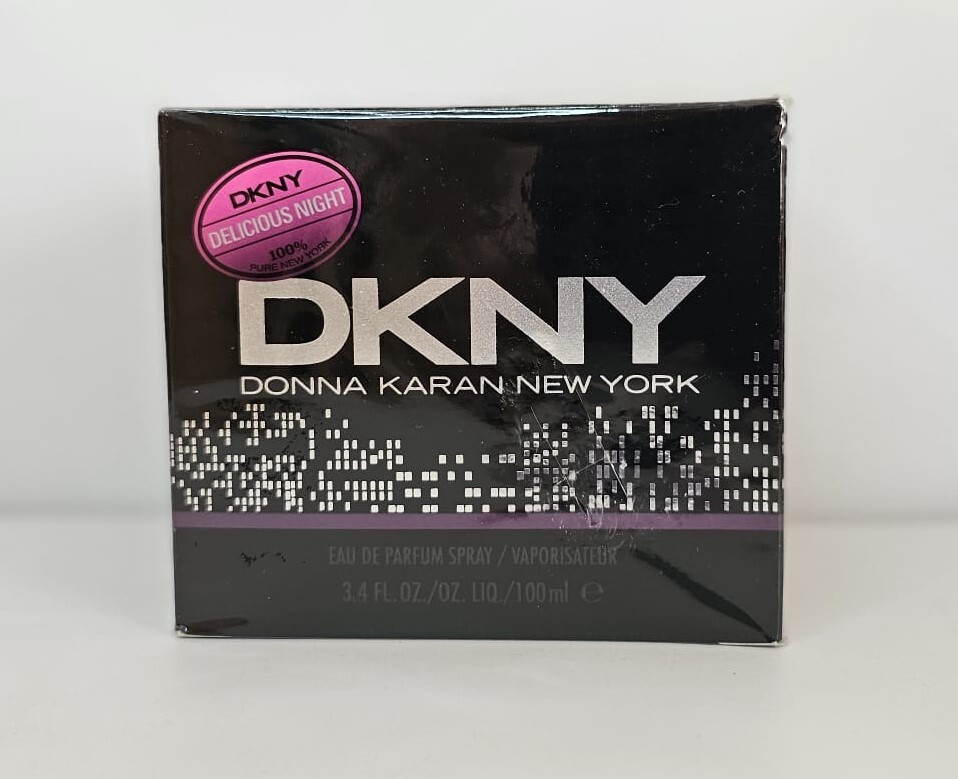 DKNY
DELICIOUS NIGHT
100%
PURE NEW YORK
DKNY
DONNA KARAN NEW YORK
EAU DE PARFUM SPRAY / VAPORISATEUR
3.4 FL. OZ./OZ. LIQ./100ml ℮